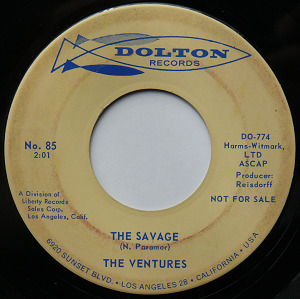 DOLTON
RECORDS
No. 85
2:01
DO-774
Harms-Witmark,
LTD
ASCAP
Producer:
Reisdorff
NOT FOR SALE
A Division of
Liberty Records
Sales Corp.
Los Angeles, Calif.
THE SAVAGE
(N. Paramor)
THE VENTURES
6920 SUNSET BLVD. • LOS ANGELES 28 • CALIFORNIA • USA